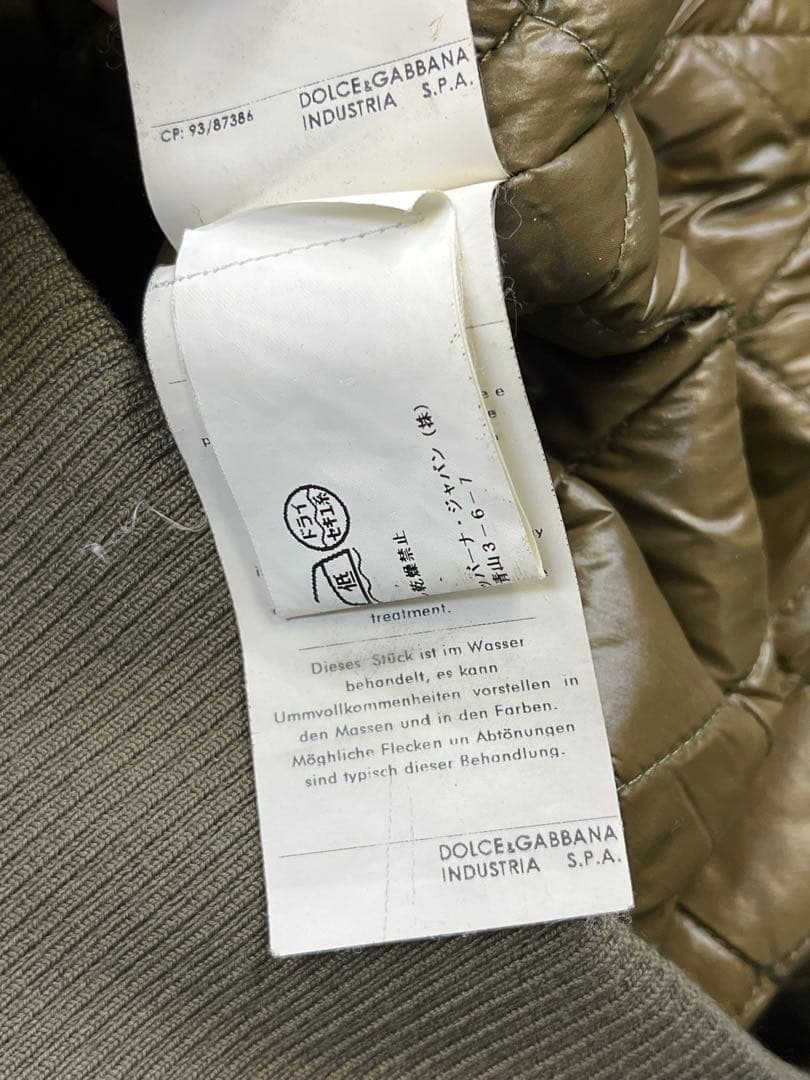 CP: 93/87386
DOLCE&GABBANA
INDUSTRIA S.P.A.
ドライ
セキユ系
低
乾燥禁止
バーナ・ジャパン(株)
青山3-6-7
treatment.
Dieses Stück ist im Wasser
behandelt, es kann
Ummvollkommenheiten vorstellen in
den Massen und in den Farben.
Möghliche Flecken un Abtönungen
sind typisch dieser Behandlung.
DOLCE&GABBANA
INDUSTRIA S.P.A.